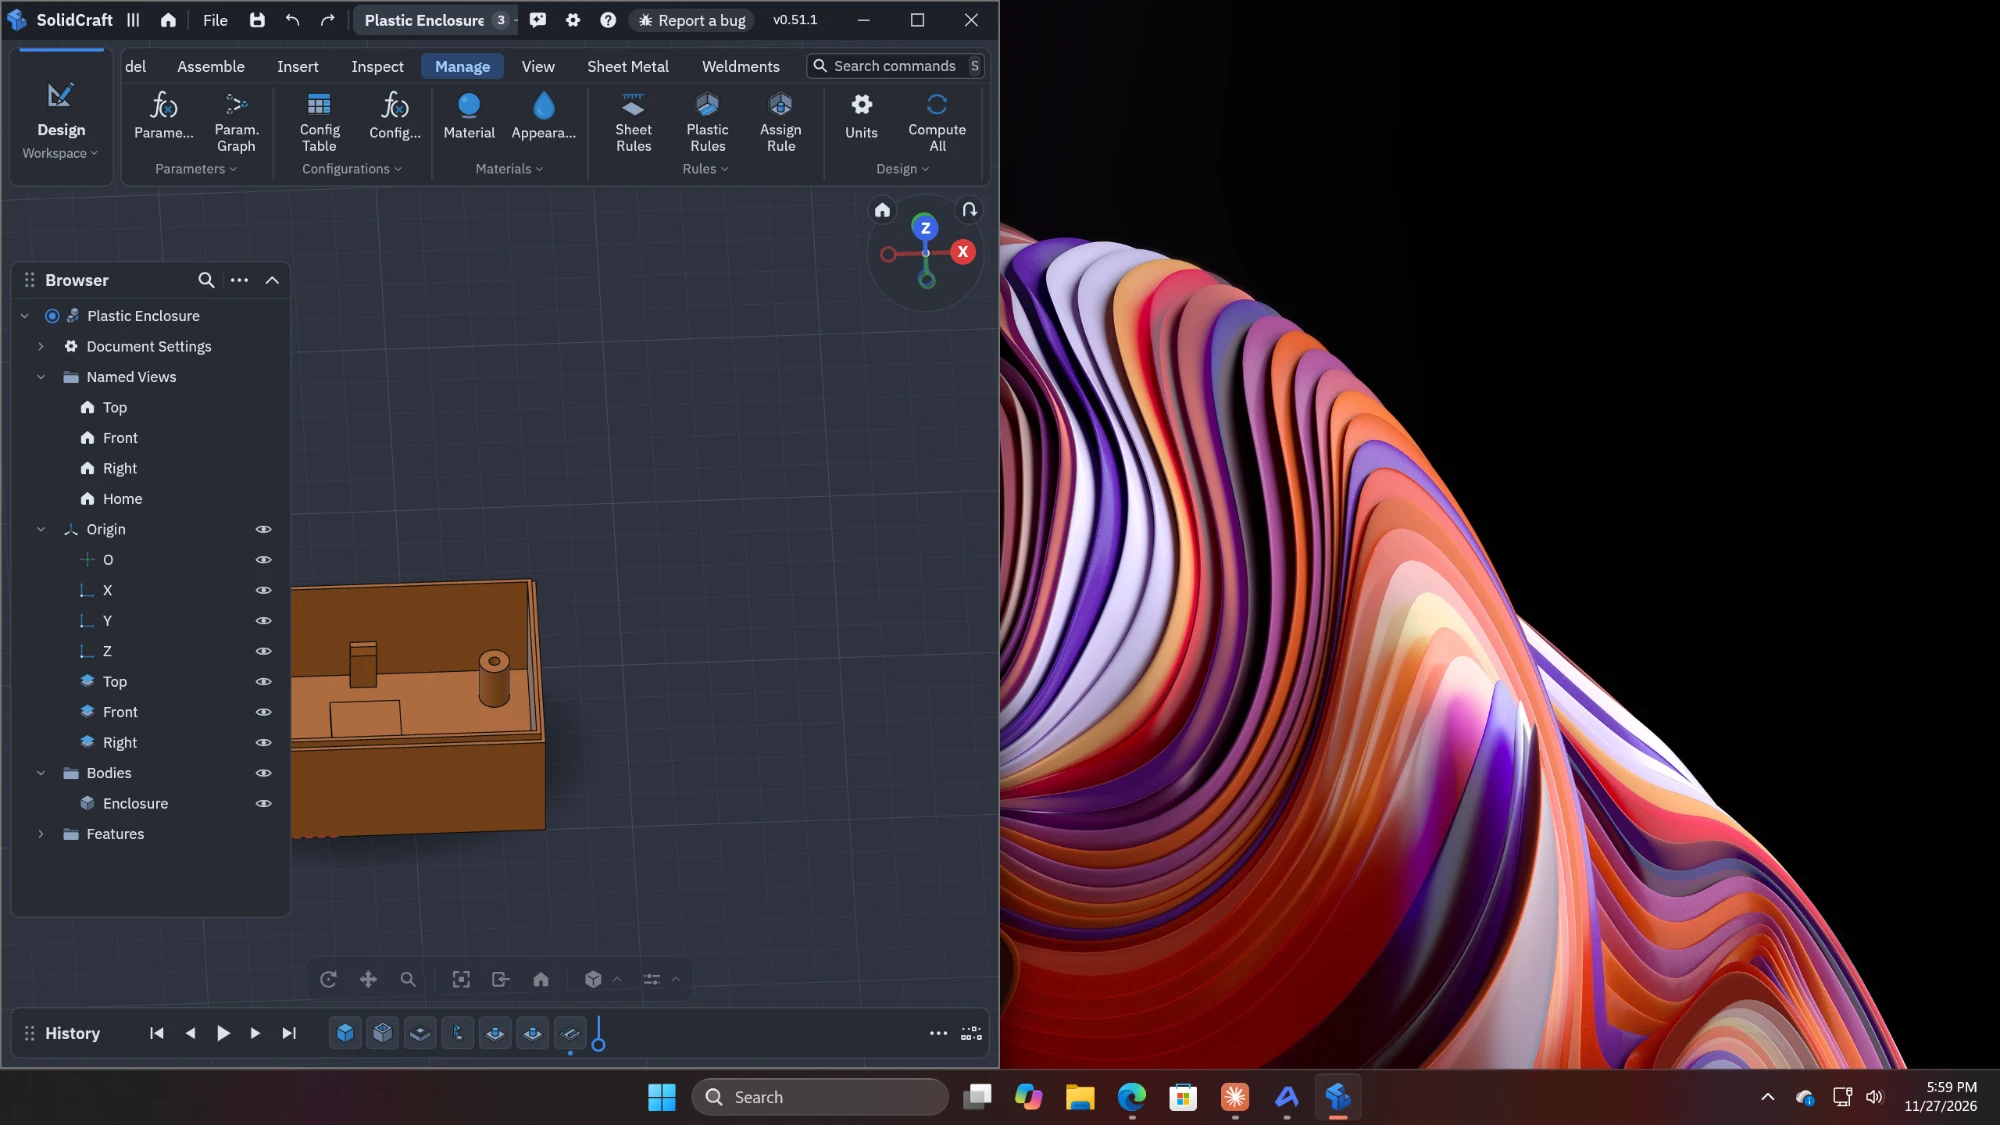 SolidCraft File Plastic Enclosure 3 Report a bug v0.51.1
Design
Workspace
del Assemble Insert Inspect Manage View Sheet Metal Weldments Search commands S
Parame... Param. Graph Config Table Config... Material Appeara... Sheet Rules Plastic Rules Assign Rule Units Compute All
Parameters Configurations Materials Rules Design
Z
X
Browser
Plastic Enclosure
Document Settings
Named Views
Top
Front
Right
Home
Origin
O
X
Y
Z
Top
Front
Right
Bodies
Enclosure
Features
History
Search
5:59 PM
11/27/2026